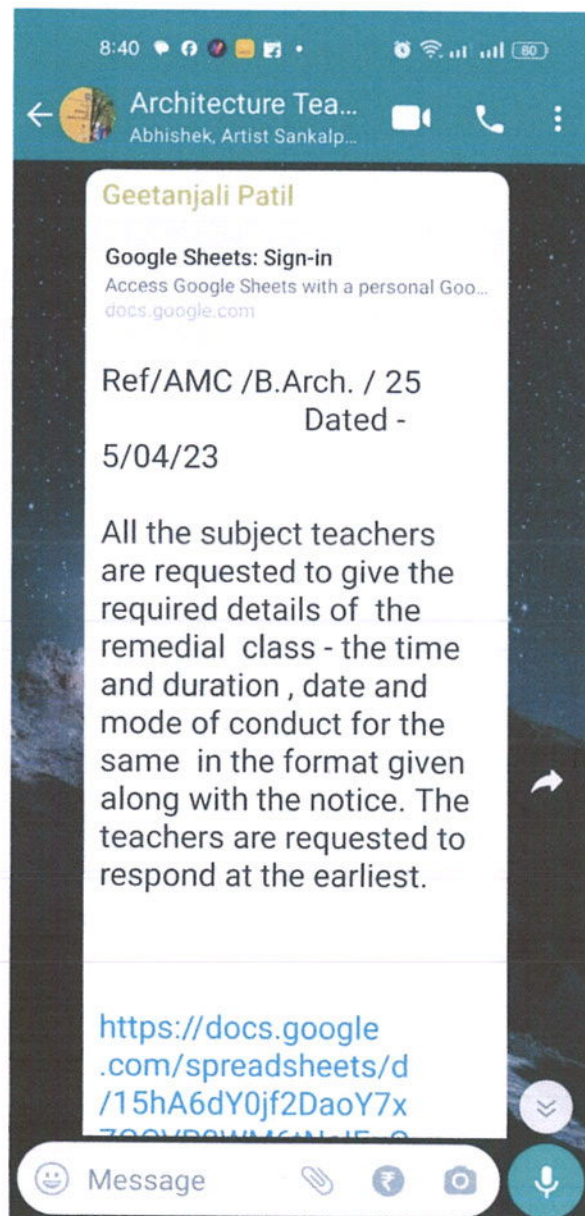 8:40
80
Architecture Tea...
Abhishek, Artist Sankalp...
Geetanjali Patil
Google Sheets: Sign-in
Access Google Sheets with a personal Goo...
docs.google.com
Ref/AMC /B.Arch. / 25
Dated -
5/04/23
All the subject teachers
are requested to give the
required details of the
remedial class - the time
and duration , date and
mode of conduct for the
same in the format given
along with the notice. The
teachers are requested to
respond at the earliest.
https://docs.google
.com/spreadsheets/d
/15hA6dY0jf2DaoY7x
Message